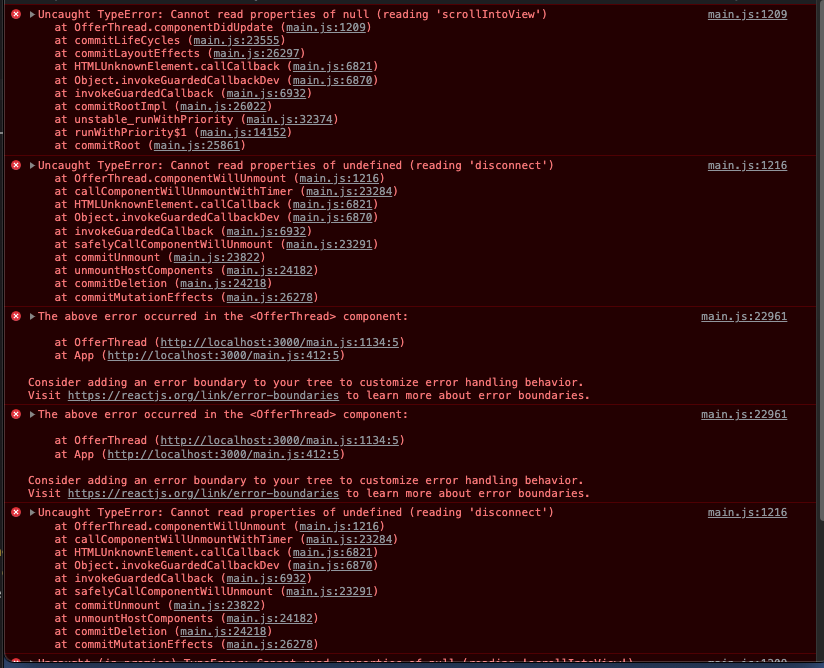 Uncaught TypeError: Cannot read properties of null (reading 'scrollIntoView') main.js:1209
at OfferThread.componentDidUpdate (main.js:1209)
at commitLifeCycles (main.js:23555)
at commitLayoutEffects (main.js:26297)
at HTMLUnknownElement.callCallback (main.js:6821)
at Object.invokeGuardedCallbackDev (main.js:6870)
at invokeGuardedCallback (main.js:6932)
at commitRootImpl (main.js:26022)
at unstable_runWithPriority (main.js:32374)
at runWithPriority$1 (main.js:14152)
at commitRoot (main.js:25861)
Uncaught TypeError: Cannot read properties of undefined (reading 'disconnect') main.js:1216
at OfferThread.componentWillUnmount (main.js:1216)
at callComponentWillUnmountWithTimer (main.js:23284)
at HTMLUnknownElement.callCallback (main.js:6821)
at Object.invokeGuardedCallbackDev (main.js:6870)
at invokeGuardedCallback (main.js:6932)
at safelyCallComponentWillUnmount (main.js:23291)
at commitUnmount (main.js:23822)
at unmountHostComponents (main.js:24182)
at commitDeletion (main.js:24218)
at commitMutationEffects (main.js:26278)
The above error occurred in the <OfferThread> component: main.js:22961
at OfferThread (http://localhost:3000/main.js:1134:5)
at App (http://localhost:3000/main.js:412:5)
Consider adding an error boundary to your tree to customize error handling behavior.
Visit https://reactjs.org/link/error-boundaries to learn more about error boundaries.
The above error occurred in the <OfferThread> component: main.js:22961
at OfferThread (http://localhost:3000/main.js:1134:5)
at App (http://localhost:3000/main.js:412:5)
Consider adding an error boundary to your tree to customize error handling behavior.
Visit https://reactjs.org/link/error-boundaries to learn more about error boundaries.
Uncaught TypeError: Cannot read properties of undefined (reading 'disconnect') main.js:1216
at OfferThread.componentWillUnmount (main.js:1216)
at callComponentWillUnmountWithTimer (main.js:23284)
at HTMLUnknownElement.callCallback (main.js:6821)
at Object.invokeGuardedCallbackDev (main.js:6870)
at invokeGuardedCallback (main.js:6932)
at safelyCallComponentWillUnmount (main.js:23291)
at commitUnmount (main.js:23822)
at unmountHostComponents (main.js:24182)
at commitDeletion (main.js:24218)
at commitMutationEffects (main.js:26278)
Uncaught (in promise) TypeError: Cannot read properties of null (reading 'scrollIntoView') main.js:1209